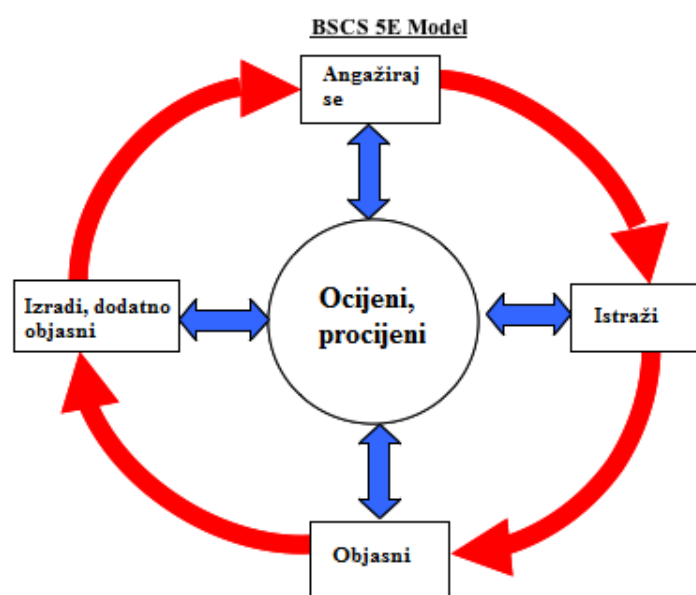 BSCS 5E Model
Angažiraj
se
Izradi, dodatno
objasni
Ocijeni,
procijeni
Istraži
Objasni